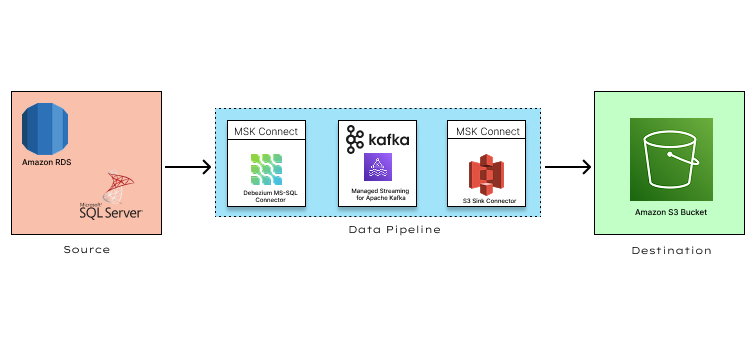 Amazon RDS
Microsoft
SQL Server
Source
MSK Connect
Debezium MS-SQL
Connector
kafka
Managed Streaming
for Apache Kafka
MSK Connect
S3 Sink Connector
Data Pipeline
Amazon S3 Bucket
Destination